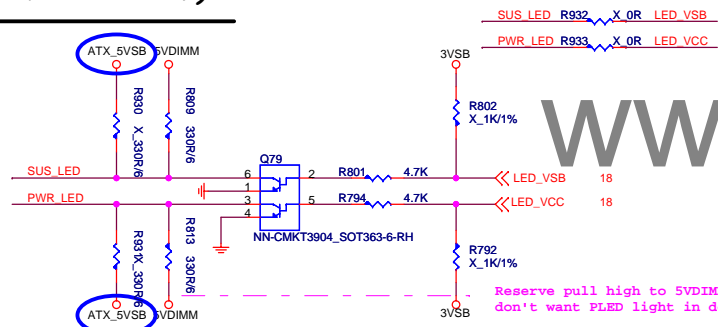 SUS_LED R932 X_0R LED_VSB
PWR_LED R933 X_0R LED_VCC
ATX_5VSB 5VDIMM
3VSB
R930 X_330R/6
R809 330R/6
R802
X_1K/1%
WW
Q79
SUS_LED 6 2 R801 4.7K LED_VSB 18
1
PWR_LED 3 5 R794 4.7K LED_VCC 18
4
NN-CMKT3904_SOT363-6-RH
R931 X_330R/6
R813 330R/6
R792
X_1K/1%
Reserve pull high to 5VDIM
don't want PLED light in d
ATX_5VSB 5VDIMM
3VSB